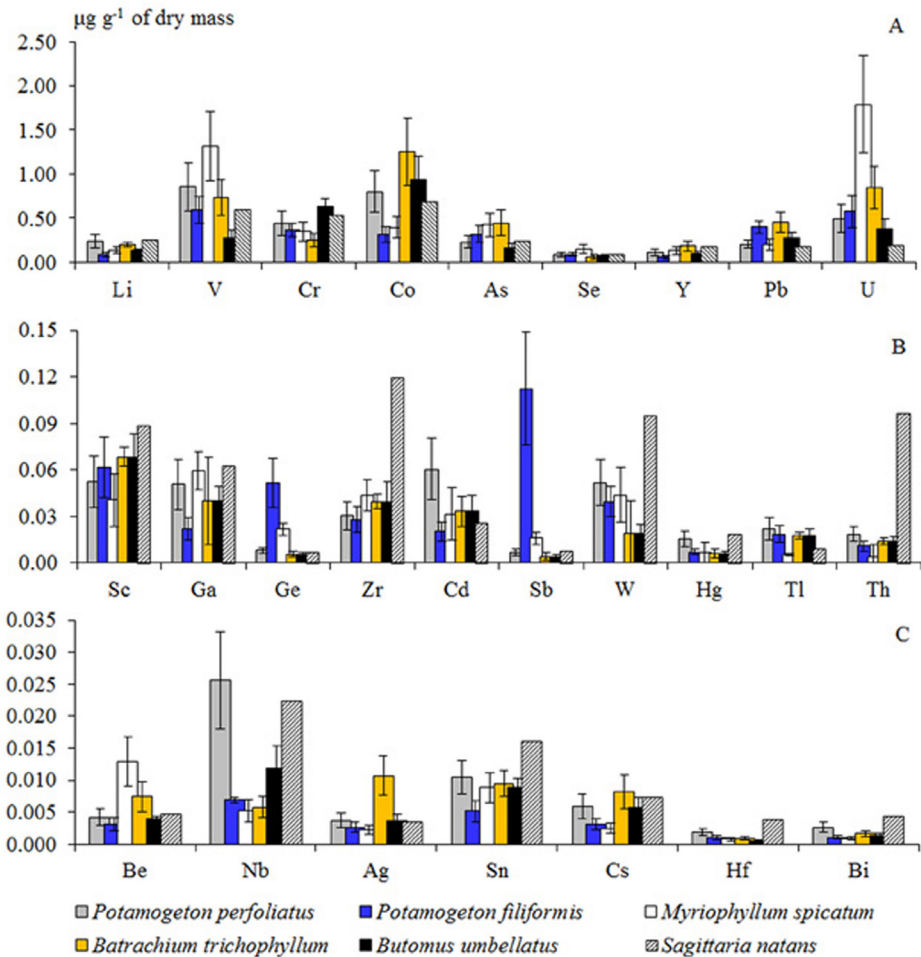 µg g⁻¹ of dry mass
A
2.50
2.00
1.50
1.00
0.50
0.00
Li V Cr Co As Se Y Pb U
B
0.15
0.12
0.09
0.06
0.03
0.00
Sc Ga Ge Zr Cd Sb W Hg Tl Th
C
0.035
0.030
0.025
0.020
0.015
0.010
0.005
0.000
Be Nb Ag Sn Cs Hf Bi
Potamogeton perfoliatus Potamogeton filiformis Myriophyllum spicatum
Batrachium trichophyllum Butomus umbellatus Sagittaria natans